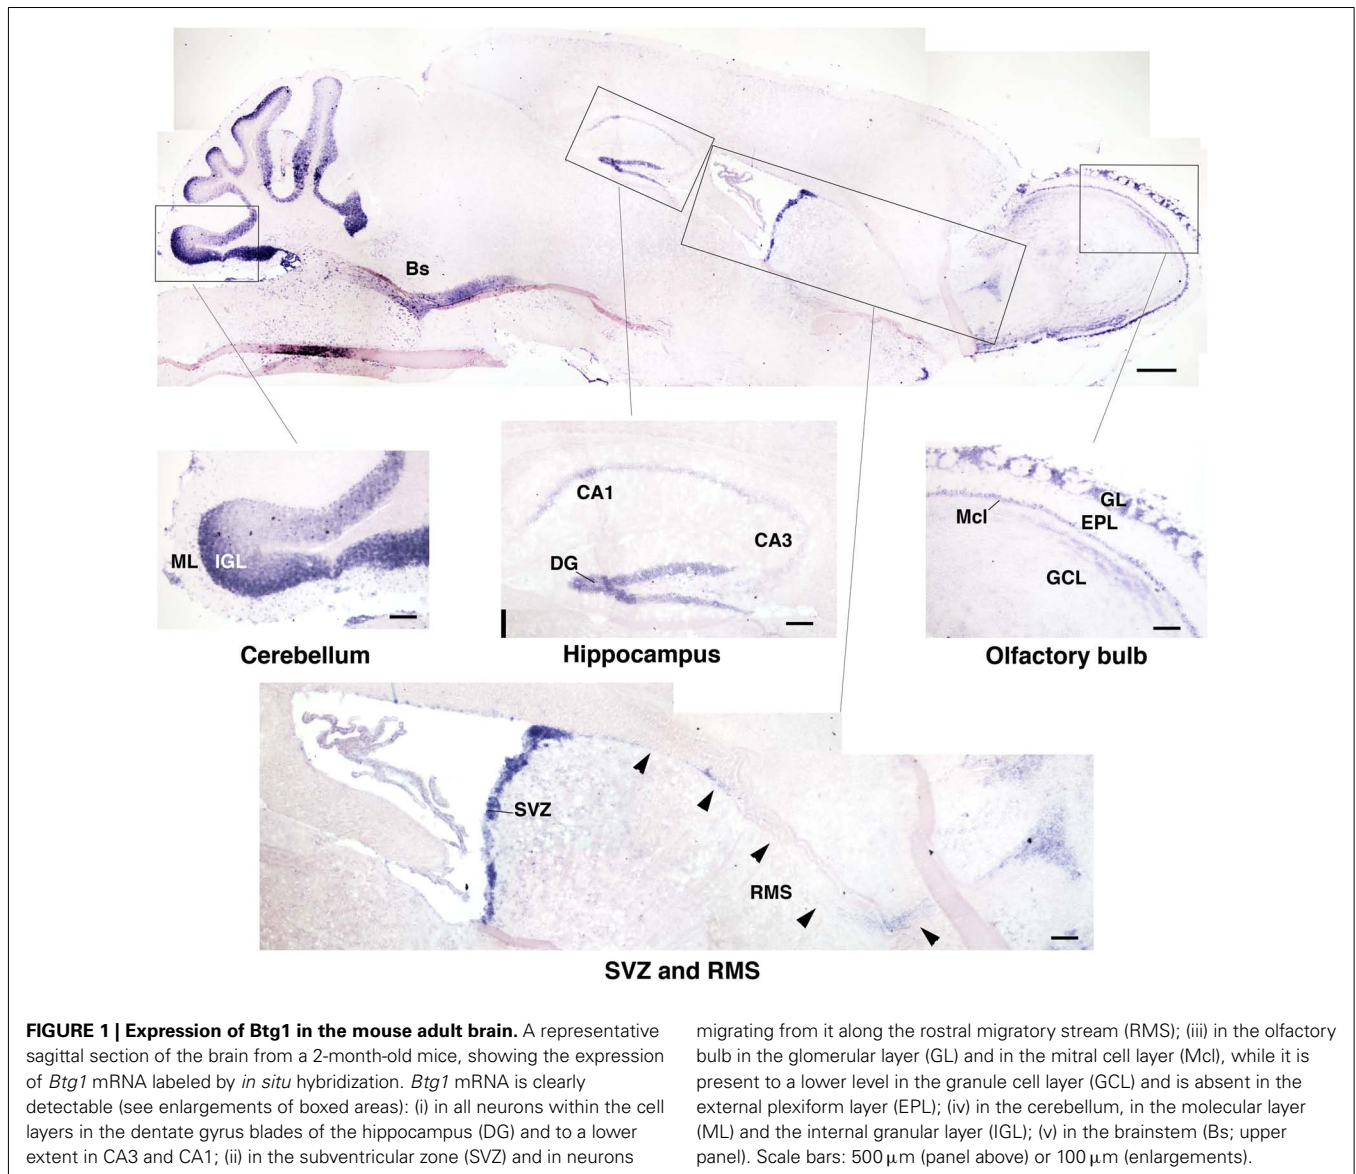 Bs
CA1
CA3
DG
ML
IGL
Mcl
GL
EPL
GCL
Cerebellum
Hippocampus
Olfactory bulb
SVZ
RMS
SVZ and RMS
FIGURE 1 | Expression of Btg1 in the mouse adult brain. A representative
sagittal section of the brain from a 2-month-old mice, showing the expression
of Btg1 mRNA labeled by in situ hybridization. Btg1 mRNA is clearly
detectable (see enlargements of boxed areas): (i) in all neurons within the cell
layers in the dentate gyrus blades of the hippocampus (DG) and to a lower
extent in CA3 and CA1; (ii) in the subventricular zone (SVZ) and in neurons
migrating from it along the rostral migratory stream (RMS); (iii) in the olfactory
bulb in the glomerular layer (GL) and in the mitral cell layer (Mcl), while it is
present to a lower level in the granule cell layer (GCL) and is absent in the
external plexiform layer (EPL); (iv) in the cerebellum, in the molecular layer
(ML) and the internal granular layer (IGL); (v) in the brainstem (Bs; upper
panel). Scale bars: 500 μm (panel above) or 100 μm (enlargements).